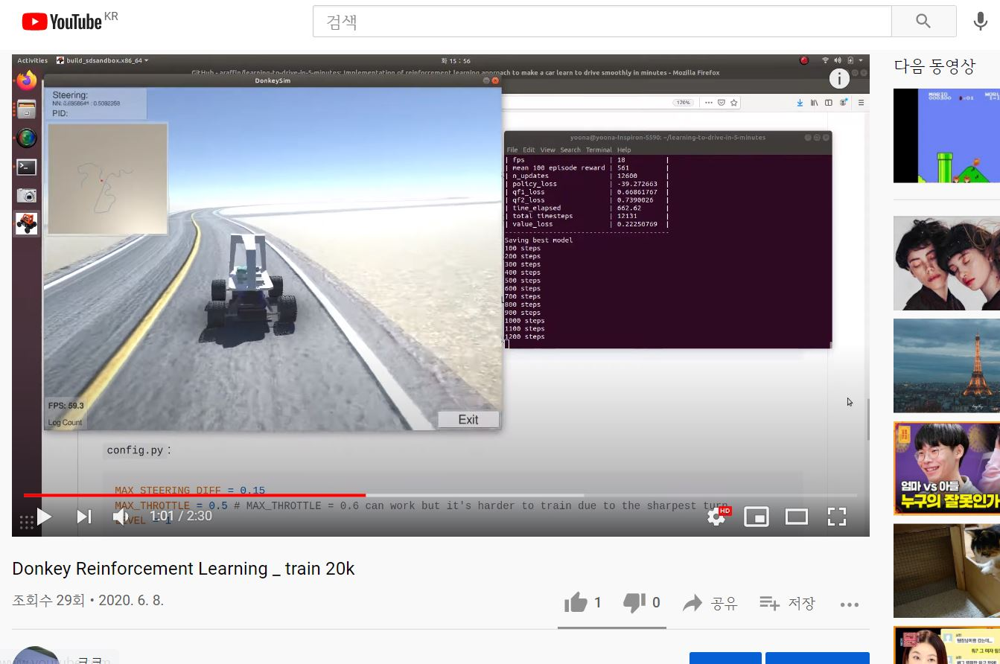 YouTube KR
검색
Activities
build_sdsandbox.x86_64
화 15 : 56
GitHub - araffin/learning-to-drive-in-5-minutes: Implementation of reinforcement learning approach to make a car learn to drive smoothly in minutes - Mozilla Firefox
DonkeySim
Steering:
PID:
170%
yoona@yoona-Inspiron-5590: ~/learning-to-drive-in-5-minutes
File Edit View Search Terminal Help
| fps | 18 |
| mean 100 episode reward | 561 |
| n_updates | 12600 |
| policy_loss | -39.272663 |
| qf1_loss | 0.66861767 |
| qf2_loss | 0.7390026 |
| time_elapsed | 662.62 |
| total timesteps | 12131 |
| value_loss | 0.22250769 |
Saving best model
100 steps
200 steps
300 steps
400 steps
500 steps
600 steps
700 steps
800 steps
900 steps
1000 steps
1100 steps
1200 steps
FPS: 59.3
Log Count
Exit
config.py :
MAX_STEERING_DIFF = 0.15
MAX_THROTTLE = 0.5 # MAX_THROTTLE = 0.6 can work but it's harder to train due to the sharpest turn
LEVEL = 1
1:01 / 2:30
HD
Donkey Reinforcement Learning _ train 20k
조회수 29회 • 2020. 6. 8.
1
0
공유
저장
다음 동영상
MARIO
000300
×01
엄마 vs 아들
누구의 잘못인가